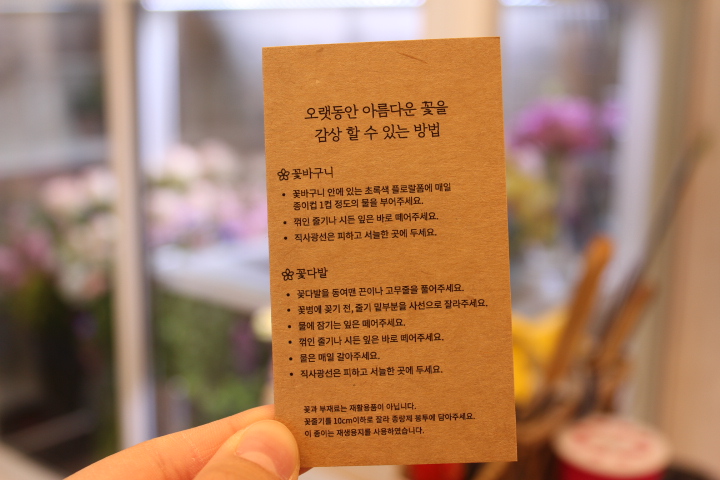 오랫동안 아름다운 꽃을
감상 할 수 있는 방법
꽃바구니
• 꽃바구니 안에 있는 초록색 플로랄폼에 매일
종이컵 1컵 정도의 물을 부어주세요.
• 꺾인 줄기나 시든 잎은 바로 떼어주세요.
• 직사광선은 피하고 서늘한 곳에 두세요.
꽃다발
• 꽃다발을 동여맨 끈이나 고무줄을 풀어주세요.
• 꽃병에 꽂기 전, 줄기 밑부분을 사선으로 잘라주세요.
• 물에 잠기는 잎은 떼어주세요.
• 꺾인 줄기나 시든 잎은 바로 떼어주세요.
• 물은 매일 갈아주세요.
• 직사광선은 피하고 서늘한 곳에 두세요.
꽃과 부재료는 재활용품이 아닙니다.
꽃줄기를 10cm이하로 잘라 종량제 봉투에 담아주세요.
이 종이는 재생용지를 사용하였습니다.